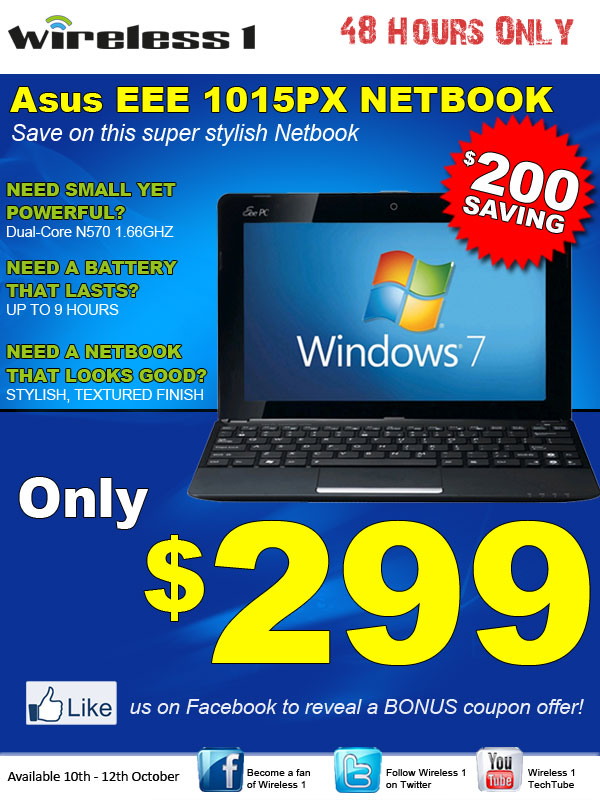 wireless 1
48 HOURS ONLY
Asus EEE 1015PX NETBOOK
Save on this super stylish Netbook
$200
SAVING
NEED SMALL YET
POWERFUL?
Dual-Core N570 1.66GHZ
NEED A BATTERY
THAT LASTS?
UP TO 9 HOURS
NEED A NETBOOK
THAT LOOKS GOOD?
STYLISH, TEXTURED FINISH
Eee PC
Windows 7
Only
$299
Like us on Facebook to reveal a BONUS coupon offer!
Available 10th - 12th October
f
Become a fan
of Wireless 1
t
Follow Wireless 1
on Twitter
You
Tube
Wireless 1
TechTube